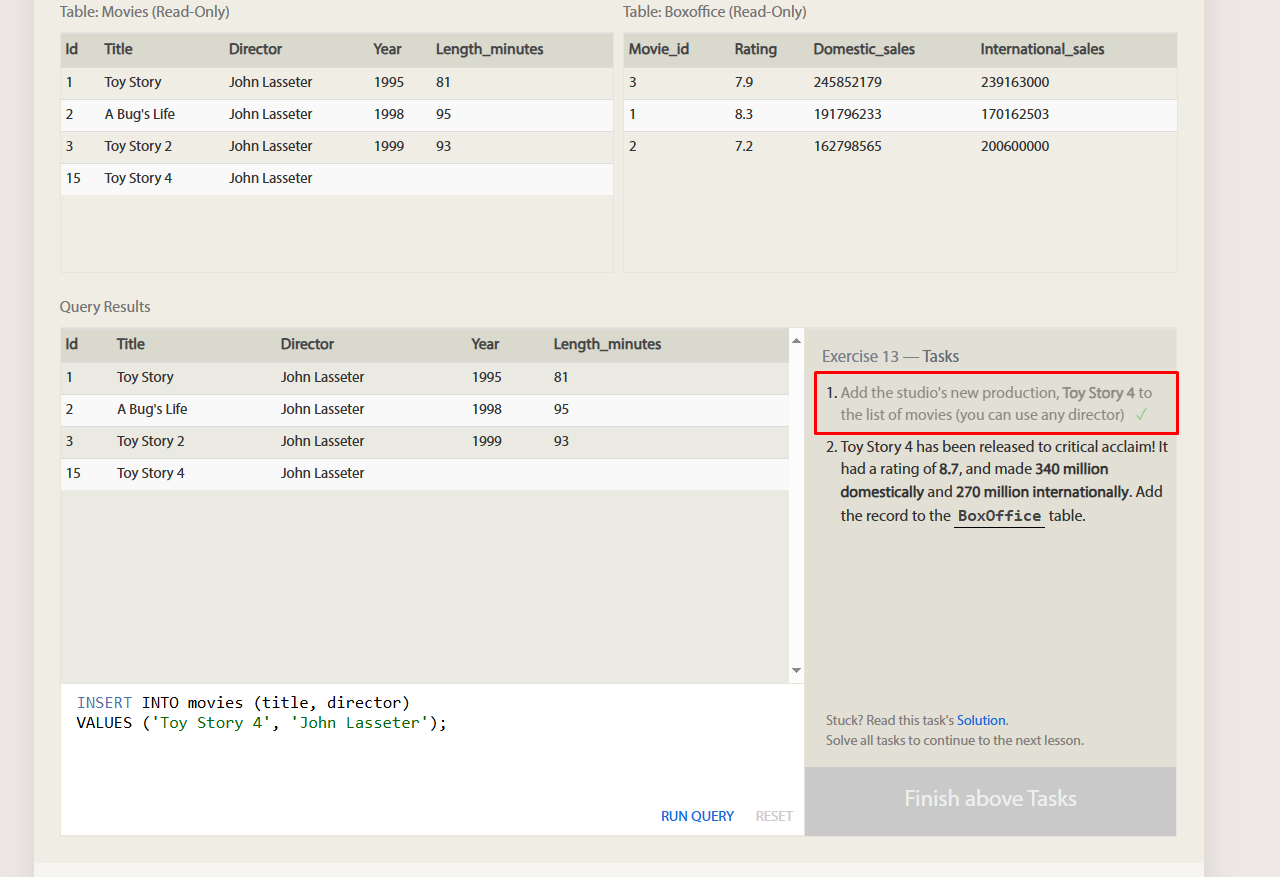 Table: Movies (Read-Only)
Id Title Director Year Length_minutes
1 Toy Story John Lasseter 1995 81
2 A Bug's Life John Lasseter 1998 95
3 Toy Story 2 John Lasseter 1999 93
15 Toy Story 4 John Lasseter
Table: Boxoffice (Read-Only)
Movie_id Rating Domestic_sales International_sales
3 7.9 245852179 239163000
1 8.3 191796233 170162503
2 7.2 162798565 200600000
Query Results
Id Title Director Year Length_minutes
1 Toy Story John Lasseter 1995 81
2 A Bug's Life John Lasseter 1998 95
3 Toy Story 2 John Lasseter 1999 93
15 Toy Story 4 John Lasseter
INSERT INTO movies (title, director)
VALUES ('Toy Story 4', 'John Lasseter');
RUN QUERY RESET
Exercise 13 — Tasks
1. Add the studio's new production, Toy Story 4 to
the list of movies (you can use any director) ✓
2. Toy Story 4 has been released to critical acclaim! It
had a rating of 8.7, and made 340 million
domestically and 270 million internationally. Add
the record to the BoxOffice table.
Stuck? Read this task's Solution.
Solve all tasks to continue to the next lesson.
Finish above Tasks